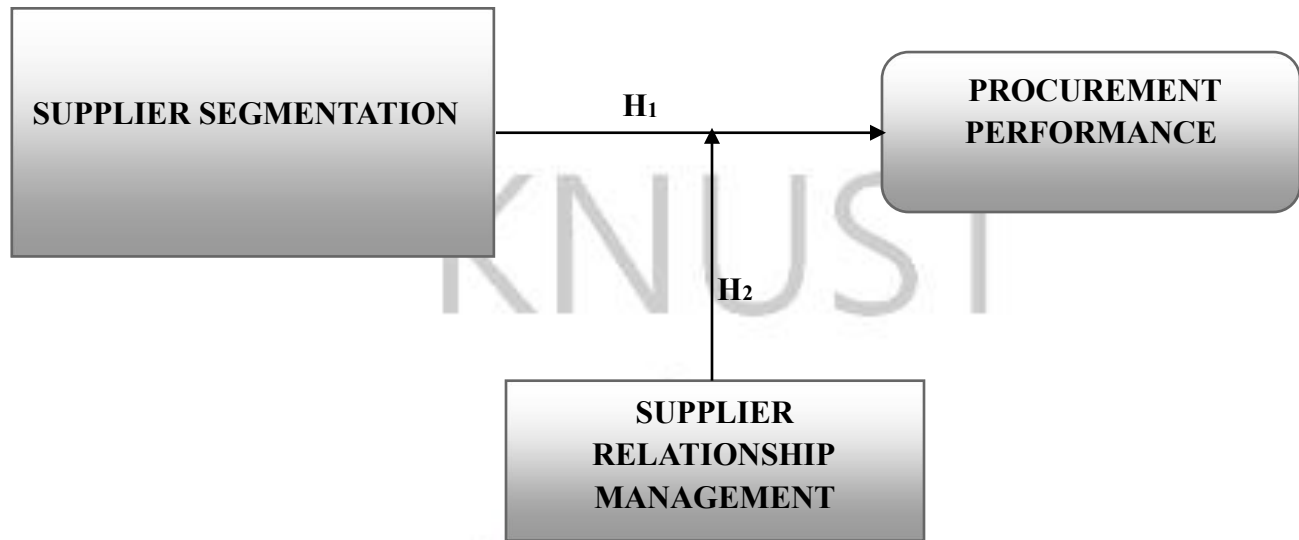 SUPPLIER SEGMENTATION
H₁
PROCUREMENT
PERFORMANCE
KNUST
H₂
SUPPLIER
RELATIONSHIP
MANAGEMENT